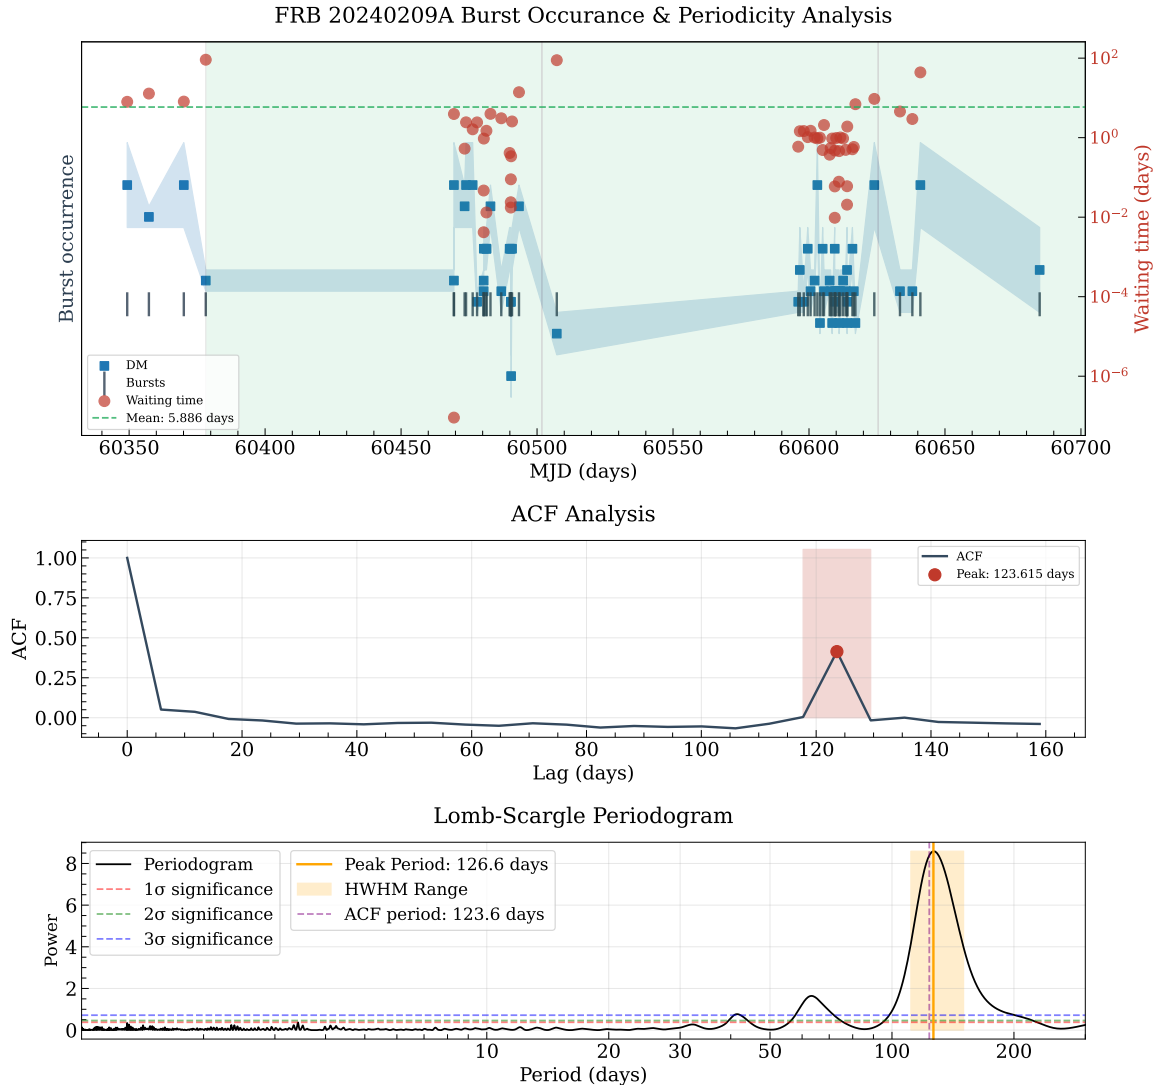 FRB 20240209A Burst Occurance & Periodicity Analysis
Burst occurrence
DM
Bursts
Waiting time
Mean: 5.886 days
10^2
10^0
10^−2
10^−4
10^−6
Waiting time (days)
60350 60400 60450 60500 60550 60600 60650 60700
MJD (days)
ACF Analysis
ACF
1.00
0.75
0.50
0.25
0.00
ACF
Peak: 123.615 days
0 20 40 60 80 100 120 140 160
Lag (days)
Lomb-Scargle Periodogram
Power
8
6
4
2
0
Periodogram
1σ significance
2σ significance
3σ significance
Peak Period: 126.6 days
HWHM Range
ACF period: 123.6 days
10 20 30 50 100 200
Period (days)